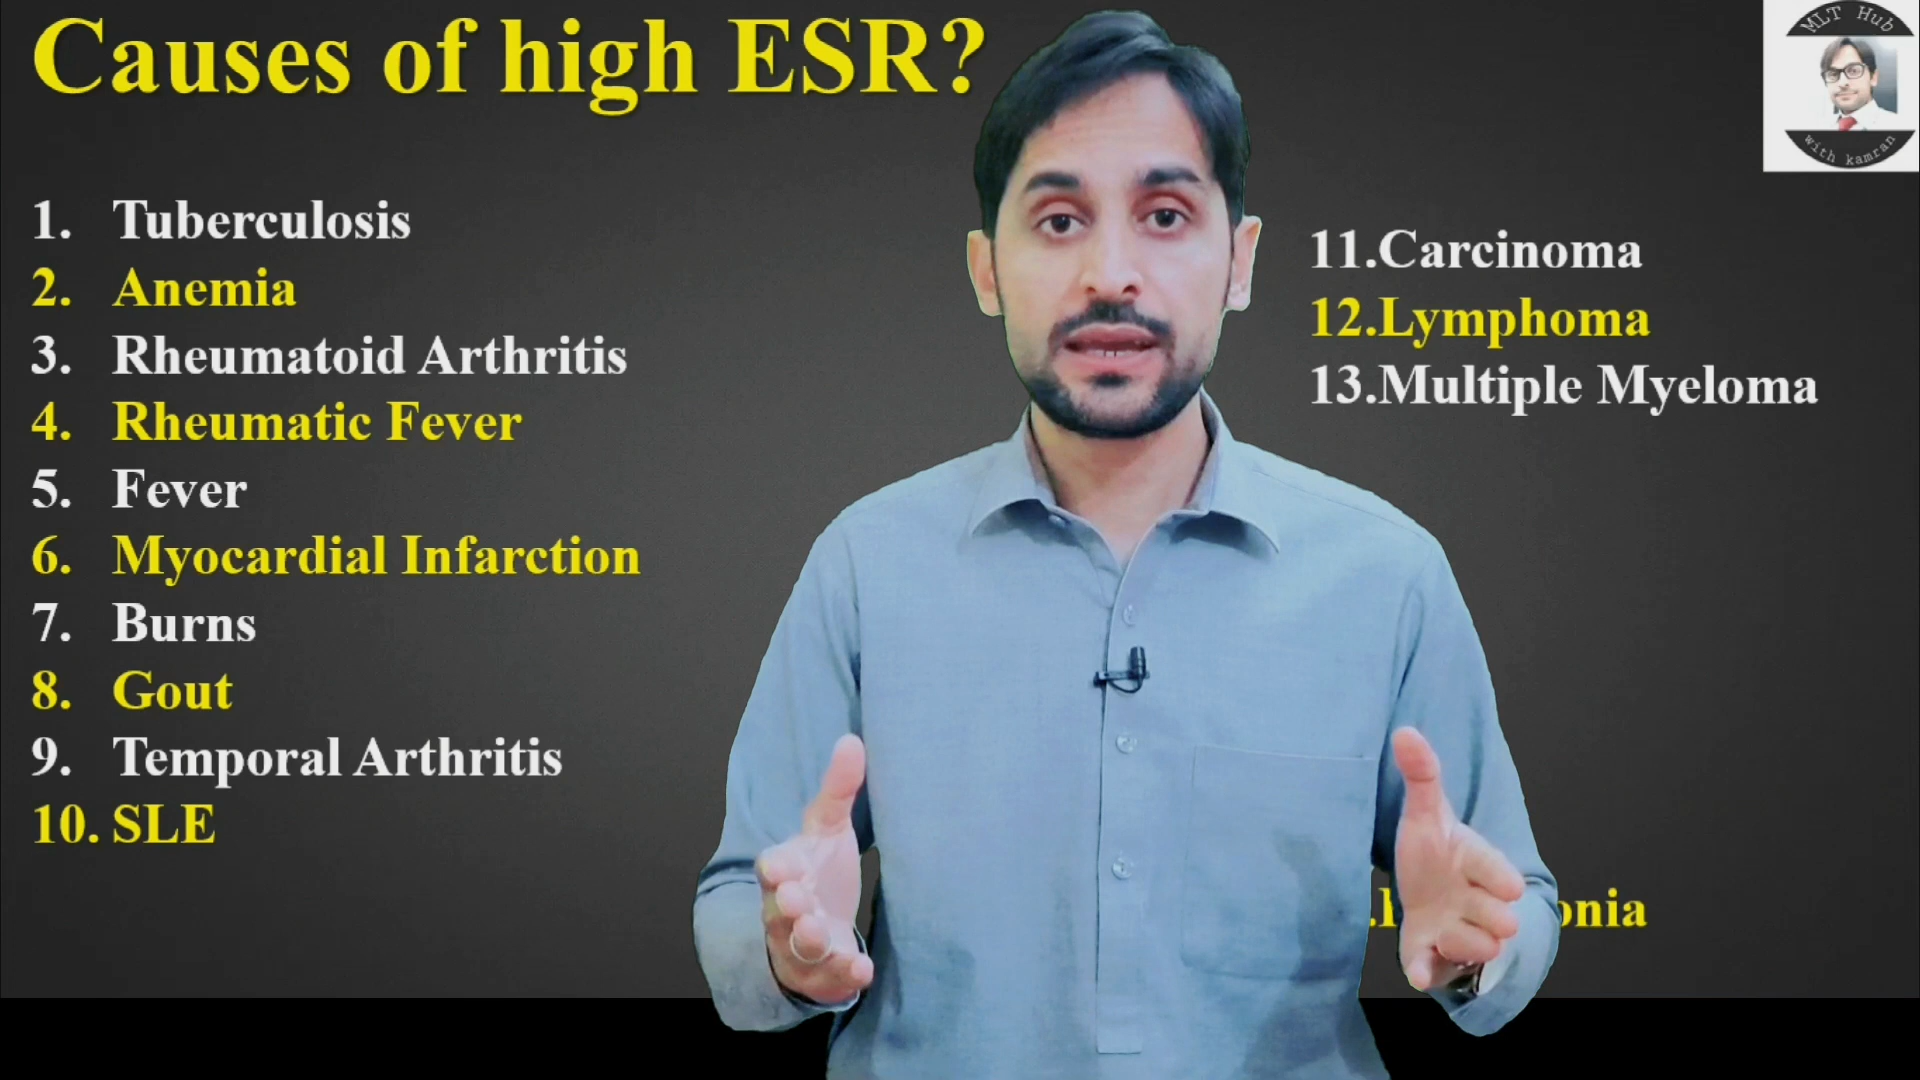 Causes of high ESR?
1. Tuberculosis
2. Anemia
3. Rheumatoid Arthritis
4. Rheumatic Fever
5. Fever
6. Myocardial Infarction
7. Burns
8. Gout
9. Temporal Arthritis
10. SLE
11.Carcinoma
12.Lymphoma
13.Multiple Myeloma
MLT Hub
with kamran